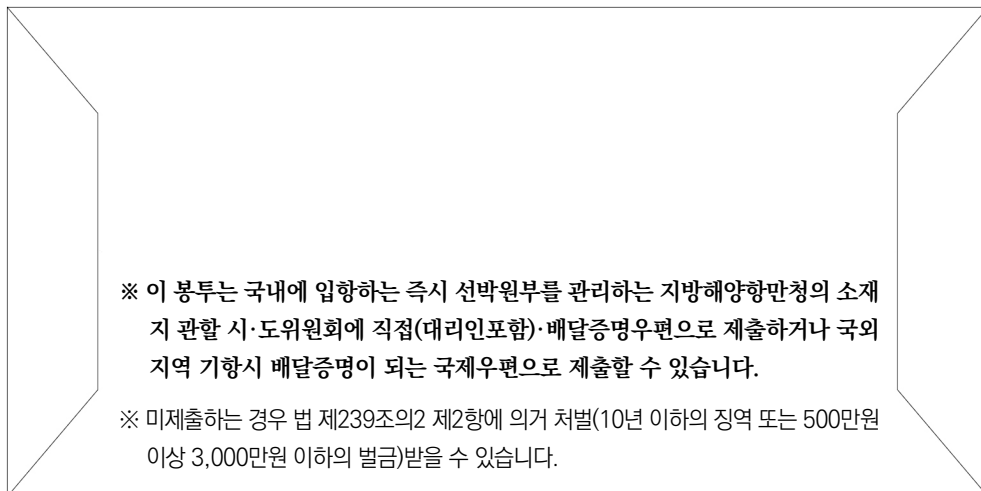 ※ 이 봉투는 국내에 입항하는 즉시 선박원부를 관리하는 지방해양항만청의 소재
지 관할 시·도위원회에 직접(대리인포함)·배달증명우편으로 제출하거나 국외
지역 기항시 배달증명이 되는 국제우편으로 제출할 수 있습니다.
※ 미제출하는 경우 법 제239조의2 제2항에 의거 처벌(10년 이하의 징역 또는 500만원
이상 3,000만원 이하의 벌금)받을 수 있습니다.